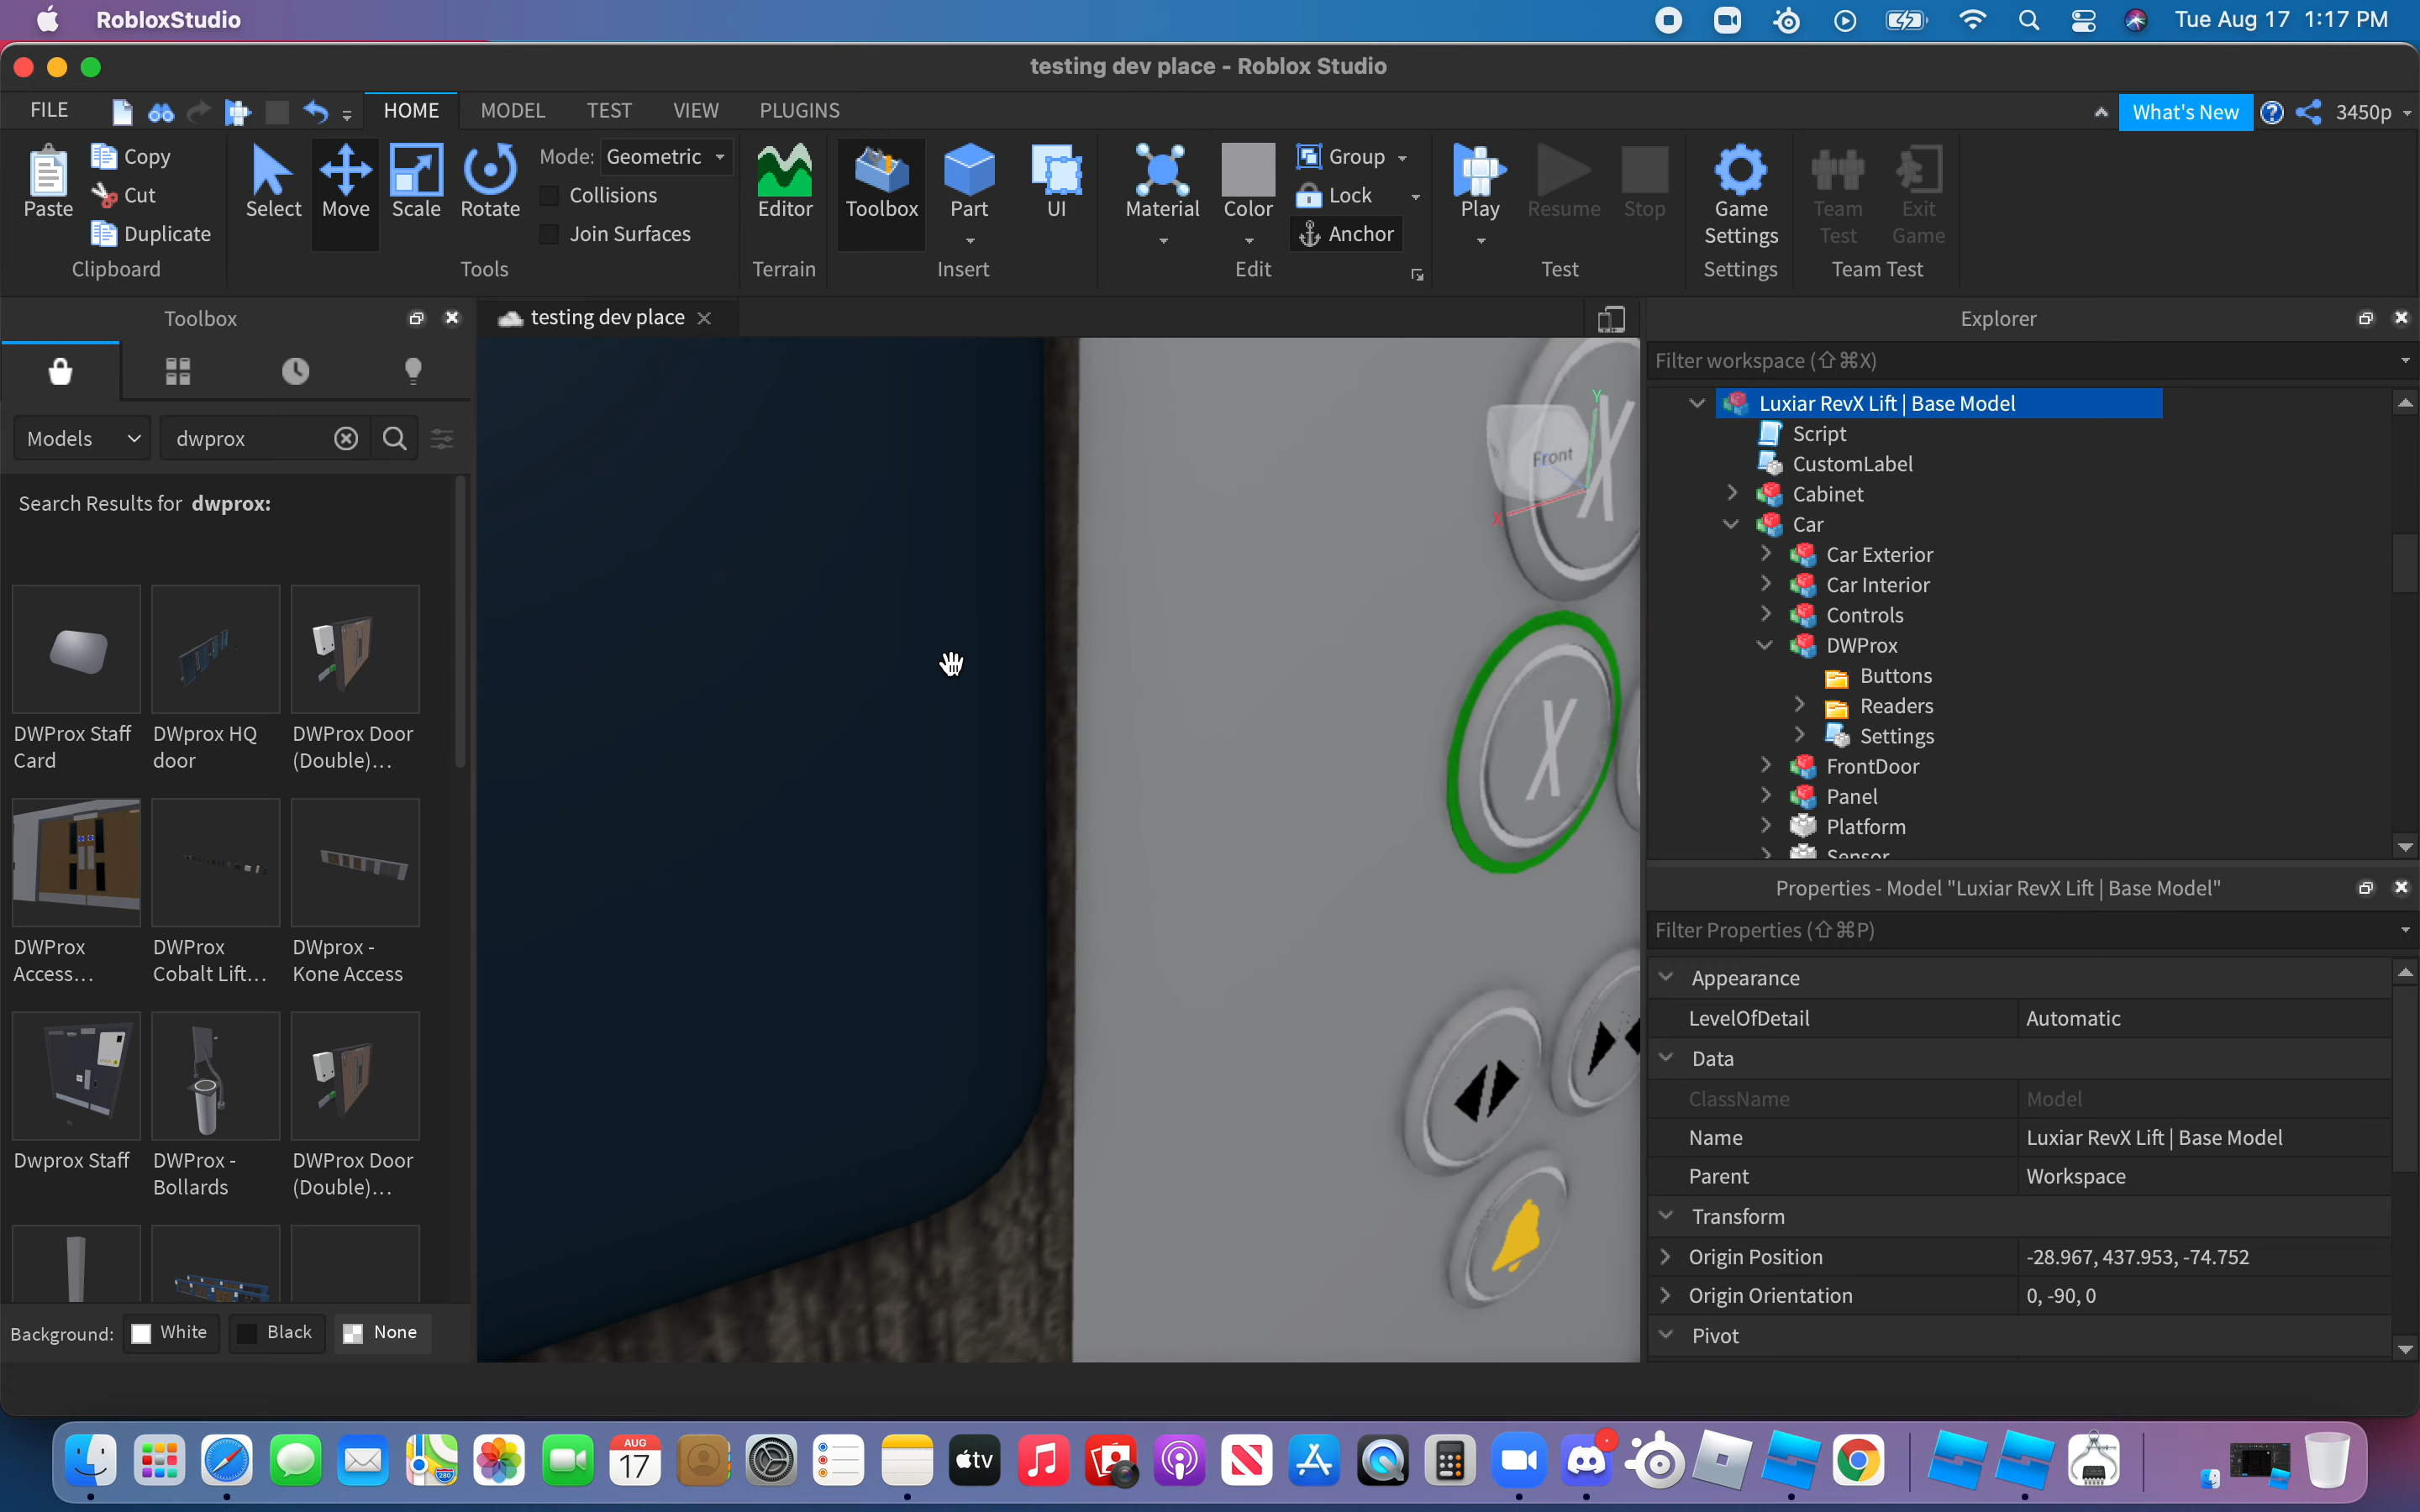 RobloxStudio
Tue Aug 17 1:17 PM
testing dev place - Roblox Studio
FILE
HOME
MODEL
TEST
VIEW
PLUGINS
What's New
3450p
Paste
Copy
Cut
Duplicate
Clipboard
Select
Move
Scale
Rotate
Mode: Geometric
Collisions
Join Surfaces
Tools
Editor
Terrain
Toolbox
Part
UI
Insert
Material
Color
Group
Lock
Anchor
Edit
Play
Resume
Stop
Test
Game Settings
Settings
Team Test
Exit Game
Team Test
Toolbox
Models
dwprox
Search Results for dwprox:
DWProx Staff Card
DWprox HQ door
DWProx Door (Double)...
DWProx Access...
DWProx Cobalt Lift...
DWprox - Kone Access
Dwprox Staff
DWProx - Bollards
DWProx Door (Double)...
Background:
White
Black
None
testing dev place
X
Front
Y
X
X
Explorer
Filter workspace (⇧⌘X)
Luxiar RevX Lift | Base Model
Script
CustomLabel
Cabinet
Car
Car Exterior
Car Interior
Controls
DWProx
Buttons
Readers
Settings
FrontDoor
Panel
Platform
Sensor
Properties - Model "Luxiar RevX Lift | Base Model"
Filter Properties (⇧⌘P)
Appearance
LevelOfDetail Automatic
Data
ClassName Model
Name Luxiar RevX Lift | Base Model
Parent Workspace
Transform
Origin Position -28.967, 437.953, -74.752
Origin Orientation 0, -90, 0
Pivot
280
AUG
17
tv